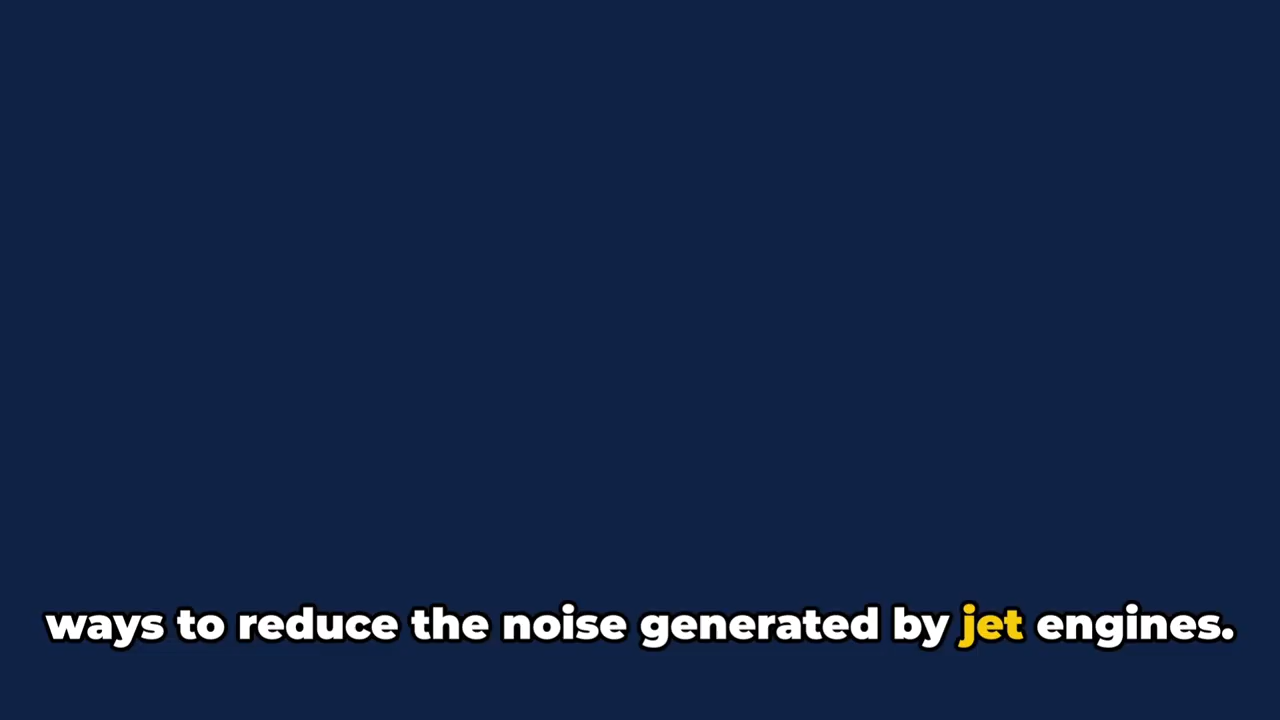 ways to reduce the noise generated by jet engines.